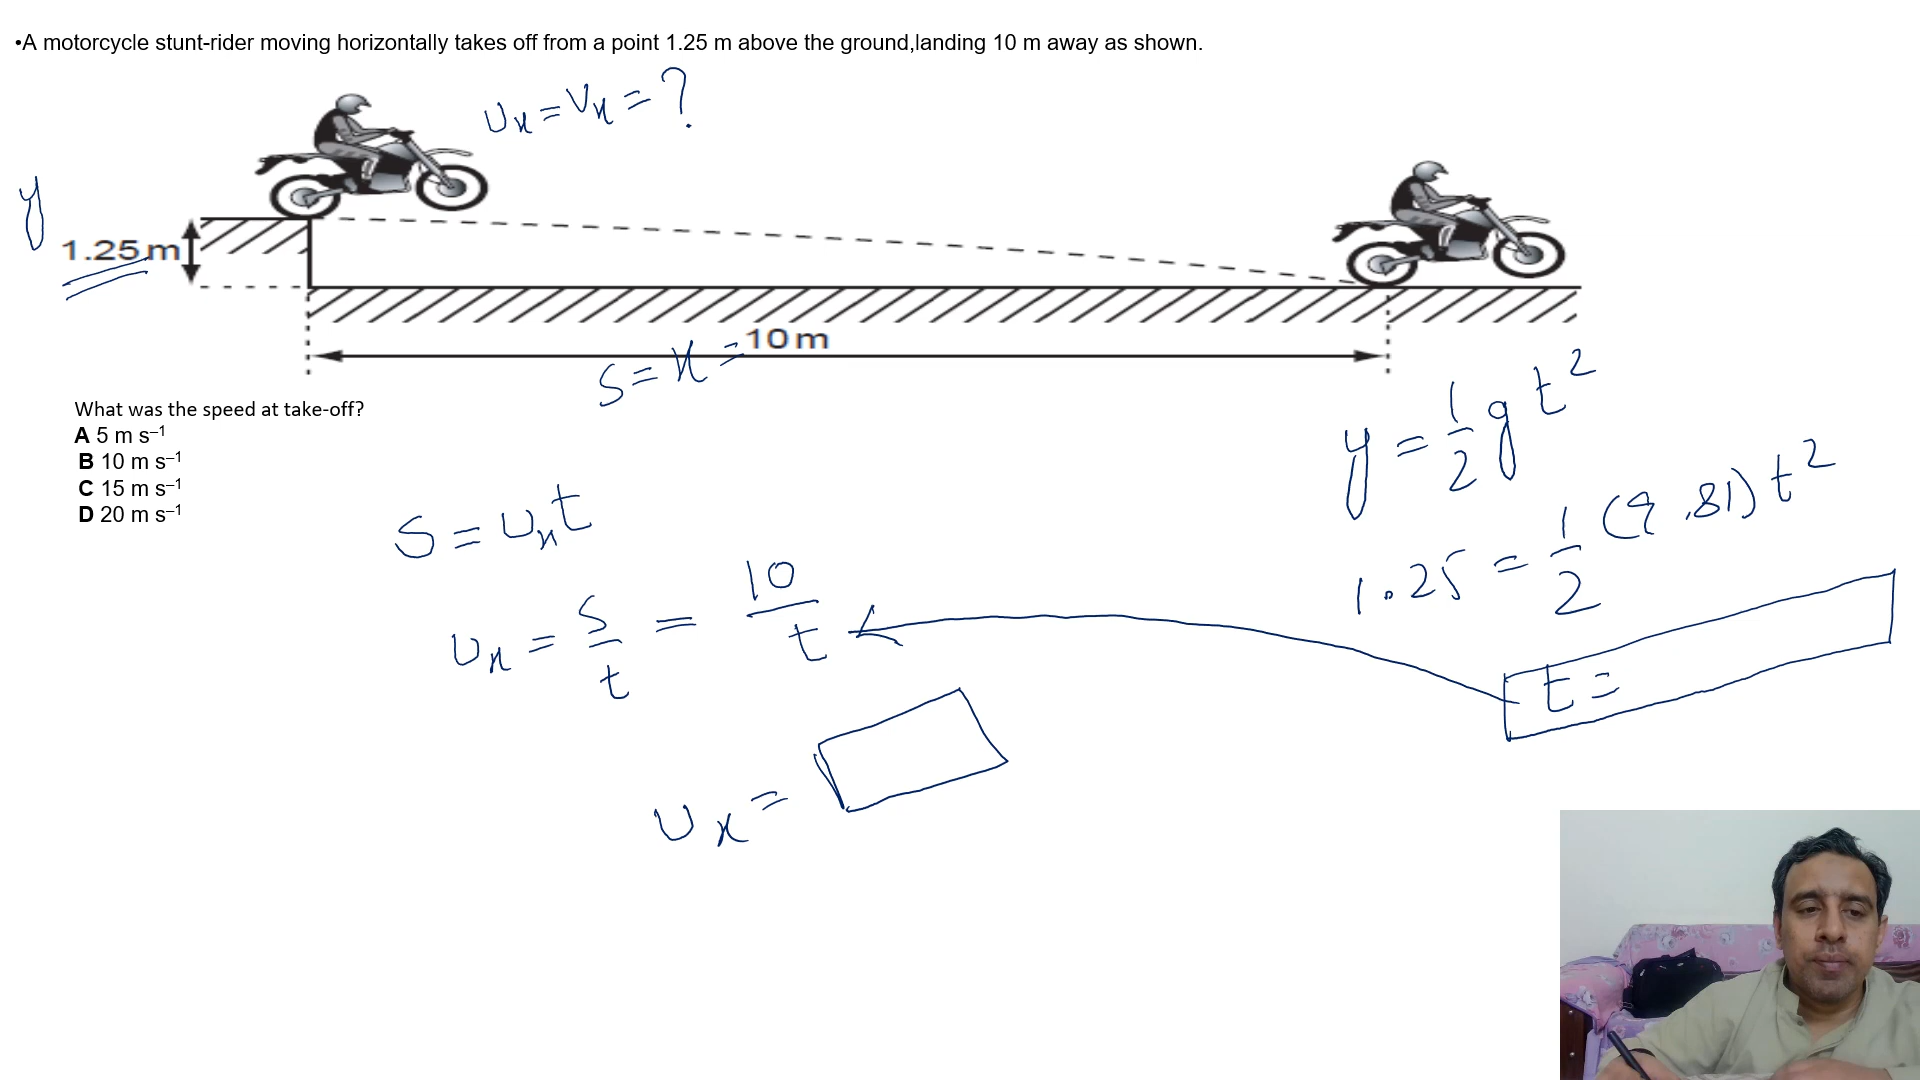 •A motorcycle stunt-rider moving horizontally takes off from a point 1.25 m above the ground,landing 10 m away as shown.
Ux = Vx = ?
y
1.25 m
10 m
S = x =
What was the speed at take-off?
A 5 m s⁻¹
B 10 m s⁻¹
C 15 m s⁻¹
D 20 m s⁻¹
y = 1/2 g t²
S = Uxt
1.25 = 1/2 (9.81) t²
Ux = S/t = 10/t
t =
Ux =